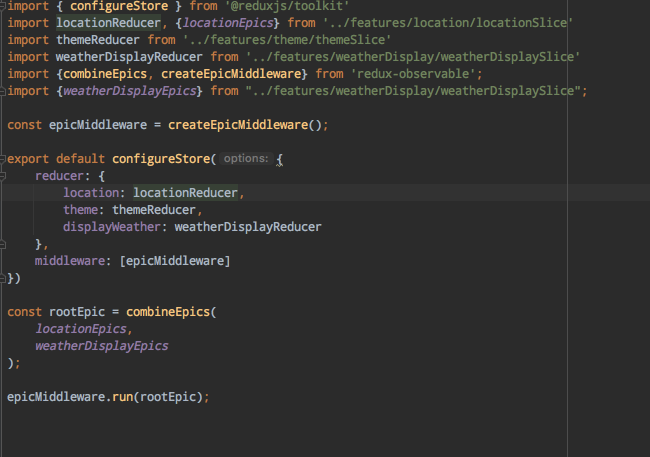 import { configureStore } from '@reduxjs/toolkit'
import locationReducer, {locationEpics} from '../features/location/locationSlice'
import themeReducer from '../features/theme/themeSlice'
import weatherDisplayReducer from '../features/weatherDisplay/weatherDisplaySlice'
import {combineEpics, createEpicMiddleware} from 'redux-observable';
import {weatherDisplayEpics} from "../features/weatherDisplay/weatherDisplaySlice";
const epicMiddleware = createEpicMiddleware();
export default configureStore( options: {
reducer: {
location: locationReducer,
theme: themeReducer,
displayWeather: weatherDisplayReducer
},
middleware: [epicMiddleware]
})
const rootEpic = combineEpics(
locationEpics,
weatherDisplayEpics
);
epicMiddleware.run(rootEpic);